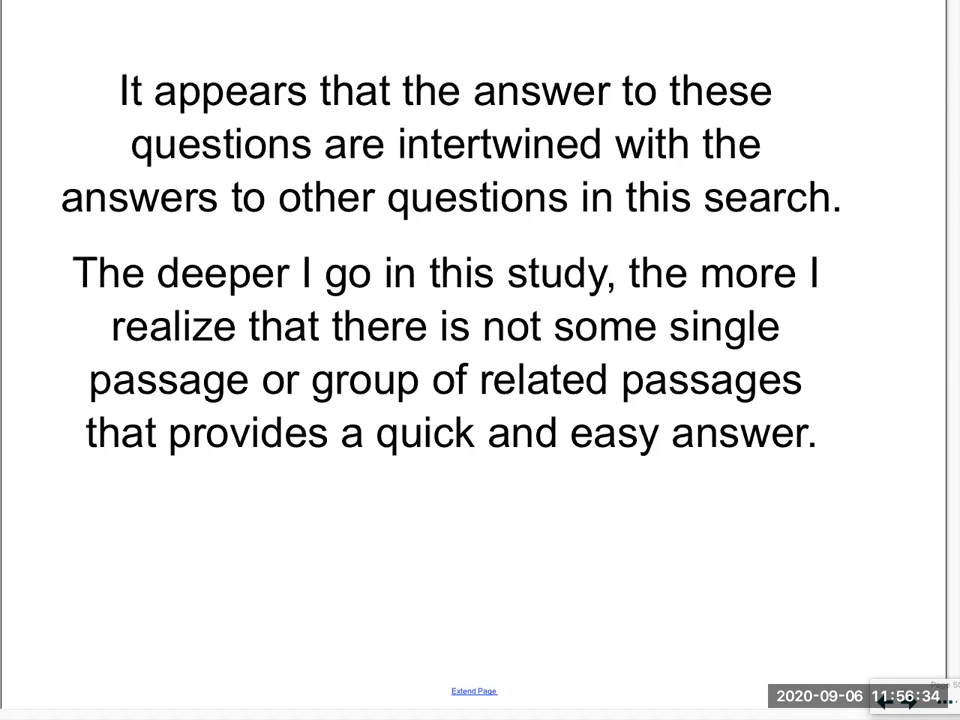 It appears that the answer to these
questions are intertwined with the
answers to other questions in this search.
The deeper I go in this study, the more I
realize that there is not some single
passage or group of related passages
that provides a quick and easy answer.
Extend Page
2020-09-06 11:56:34